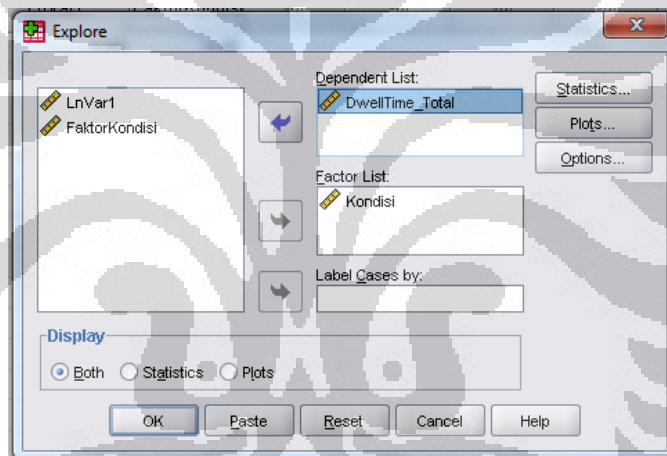 Explore
LnVar1
FaktorKondisi
Dependent List:
DwellTime_Total
Factor List:
Kondisi
Label Cases by:
Statistics...
Plots...
Options...
Display
Both
Statistics
Plots
OK
Paste
Reset
Cancel
Help